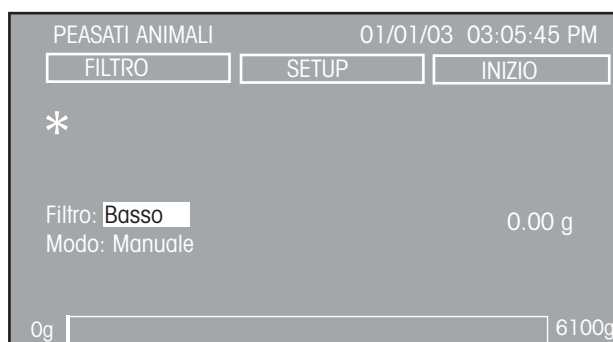 PEASATI ANIMALI 01/01/03 03:05:45 PM
FILTRO SETUP INIZIO
*
Filtro: Basso
0.00 g
Modo: Manuale
0g 6100g